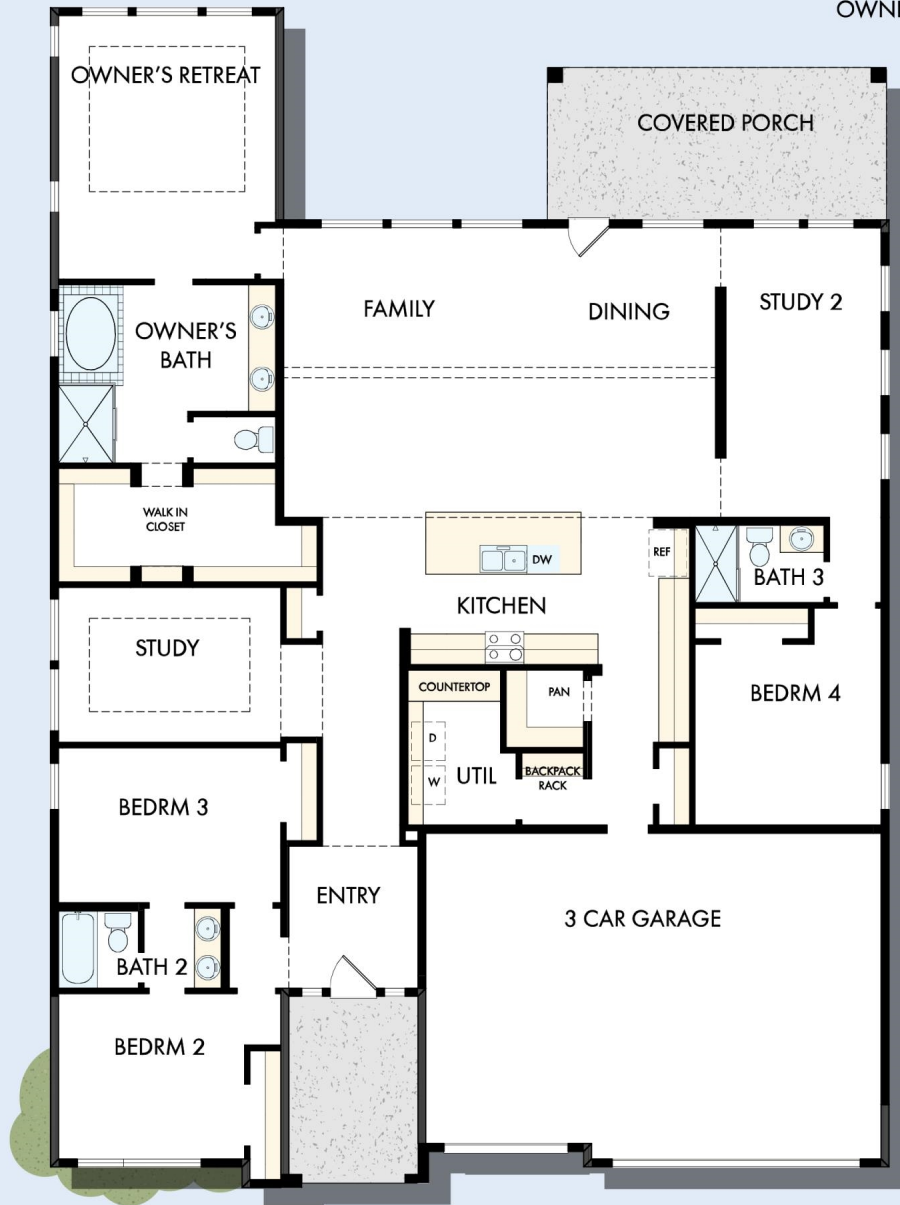 OWNE
OWNER'S RETREAT
COVERED PORCH
FAMILY
DINING
STUDY 2
OWNER'S
BATH
WALK IN
CLOSET
REF
DW
BATH 3
KITCHEN
STUDY
COUNTERTOP
PAN
BEDRM 4
D
W
UTIL
BACKPACK
RACK
BEDRM 3
ENTRY
3 CAR GARAGE
BATH 2
BEDRM 2